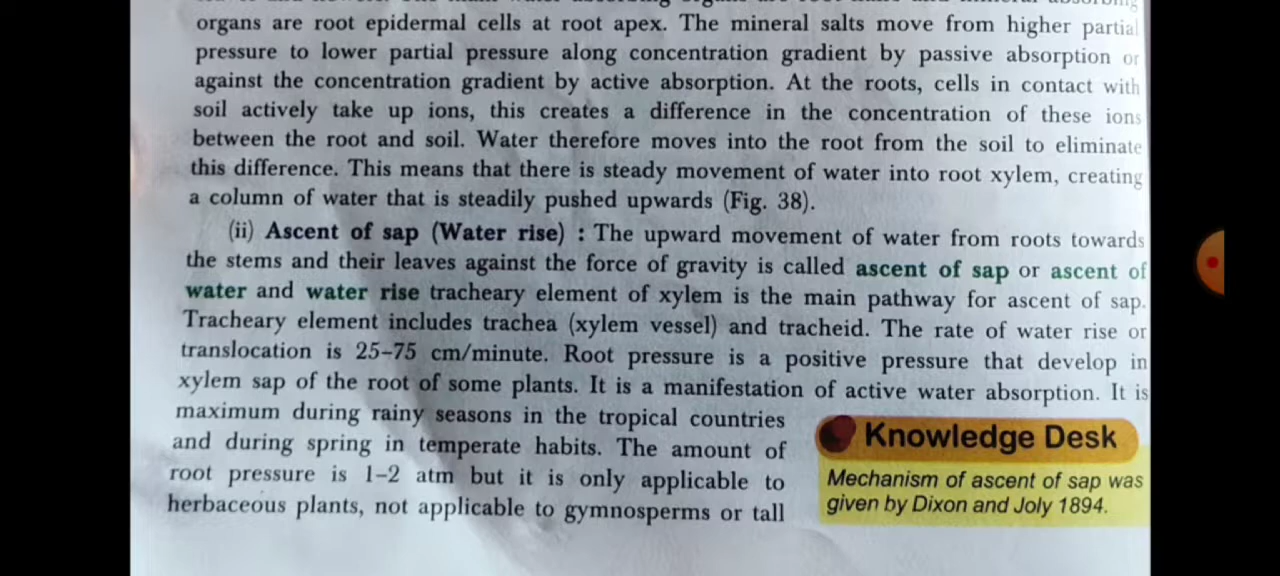 organs are root epidermal cells at root apex. The mineral salts move from higher partial
pressure to lower partial pressure along concentration gradient by passive absorption or
against the concentration gradient by active absorption. At the roots, cells in contact with
soil actively take up ions, this creates a difference in the concentration of these ions
between the root and soil. Water therefore moves into the root from the soil to eliminate
this difference. This means that there is steady movement of water into root xylem, creating
a column of water that is steadily pushed upwards (Fig. 38).
(ii) Ascent of sap (Water rise) : The upward movement of water from roots towards
the stems and their leaves against the force of gravity is called ascent of sap or ascent of
water and water rise tracheary element of xylem is the main pathway for ascent of sap.
Tracheary element includes trachea (xylem vessel) and tracheid. The rate of water rise or
translocation is 25–75 cm/minute. Root pressure is a positive pressure that develop in
xylem sap of the root of some plants. It is a manifestation of active water absorption. It is
maximum during rainy seasons in the tropical countries
and during spring in temperate habits. The amount of
root pressure is 1–2 atm but it is only applicable to
herbaceous plants, not applicable to gymnosperms or tall
Knowledge Desk
Mechanism of ascent of sap was
given by Dixon and Joly 1894.